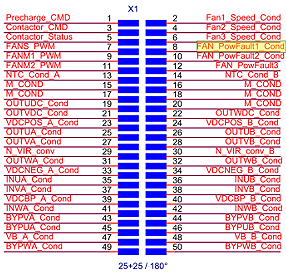 X1
Precharge_CMD 1 2 Fan1_Speed_Cond
Contactor_CMD 3 4 Fan2_Speed_Cond
Contactor_Status 5 6 Fan3_Speed_Cond
FANS_PWM 7 8 FAN_PowFault1_Cond
FANM1_PWM 9 10 FAN_PowFault2_Cond
FANM2_PWM 11 12 FAN_PowFault3
NTC_Cond_A 13 14 NTC_Cond_B
M_COND 15 16 M_COND
M_COND 17 18 M_COND
OUTUDC_Cond 19 20 M_COND
OUTVDC_Cond 21 22 OUTWDC_Cond
VDCPOS_A_Cond 23 24 VDCPOS_B_Cond
OUTUA_Cond 25 26 OUTUB_Cond
OUTVA_Cond 27 28 OUTVB_Cond
N_VIR_conv 29 30 N_VIR_conv_B
OUTWA_Cond 31 32 OUTWB_Cond
VDCNEG_A_Cond 33 34 VDCNEG_B_Cond
INUA_Cond 35 36 INUB_Cond
INVA_Cond 37 38 INVB_Cond
VDCBP_A_Cond 39 40 VDCBP_B_Cond
INWA_Cond 41 42 INWB_Cond
BYPVA_Cond 43 44 BYPVB_Cond
BYPUA_Cond 45 46 BYPUB_Cond
VB_A_Cond 47 48 VB_B_Cond
BYPWA_Cond 49 50 BYPWB_Cond
25+25 / 180°